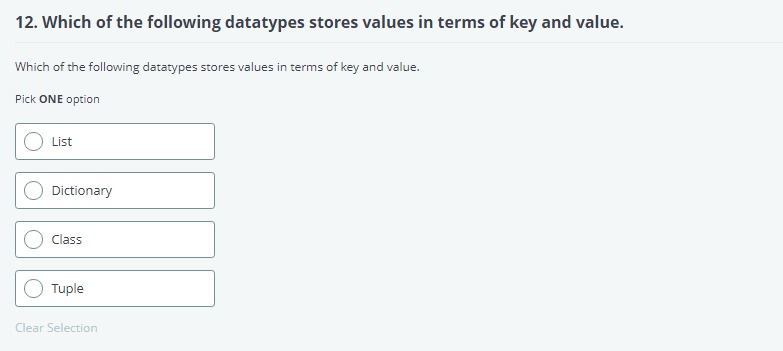 12. Which of the following datatypes stores values in terms of key and value.
Which of the following datatypes stores values in terms of key and value.
Pick ONE option
List
Dictionary
Class
Tuple
Clear Selection